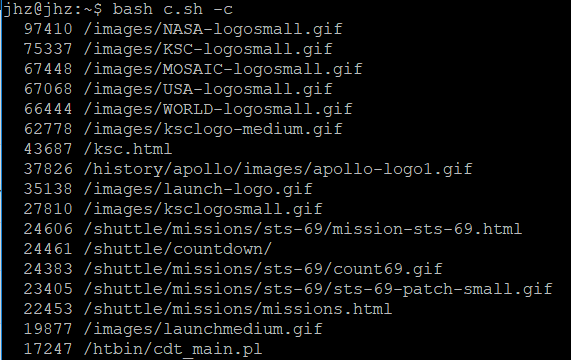 jhz@jhz:~$ bash c.sh -c
97410 /images/NASA-logosmall.gif
75337 /images/KSC-logosmall.gif
67448 /images/MOSAIC-logosmall.gif
67068 /images/USA-logosmall.gif
66444 /images/WORLD-logosmall.gif
62778 /images/ksclogo-medium.gif
43687 /ksc.html
37826 /history/apollo/images/apollo-logo1.gif
35138 /images/launch-logo.gif
27810 /images/ksclogosmall.gif
24606 /shuttle/missions/sts-69/mission-sts-69.html
24461 /shuttle/countdown/
24383 /shuttle/missions/sts-69/count69.gif
23405 /shuttle/missions/sts-69/sts-69-patch-small.gif
22453 /shuttle/missions/missions.html
19877 /images/launchmedium.gif
17247 /htbin/cdt_main.pl